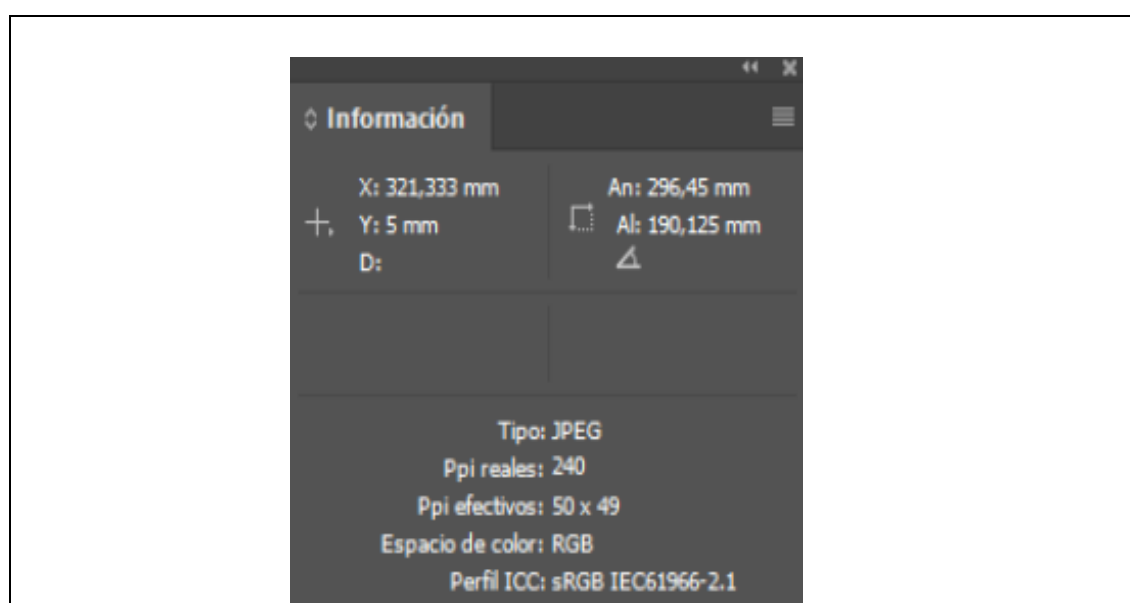 Información
X: 321,333 mm
Y: 5 mm
D:
An: 296,45 mm
Al: 190,125 mm
Tipo: JPEG
Ppi reales: 240
Ppi efectivos: 50 x 49
Espacio de color: RGB
Perfil ICC: sRGB IEC61966-2.1